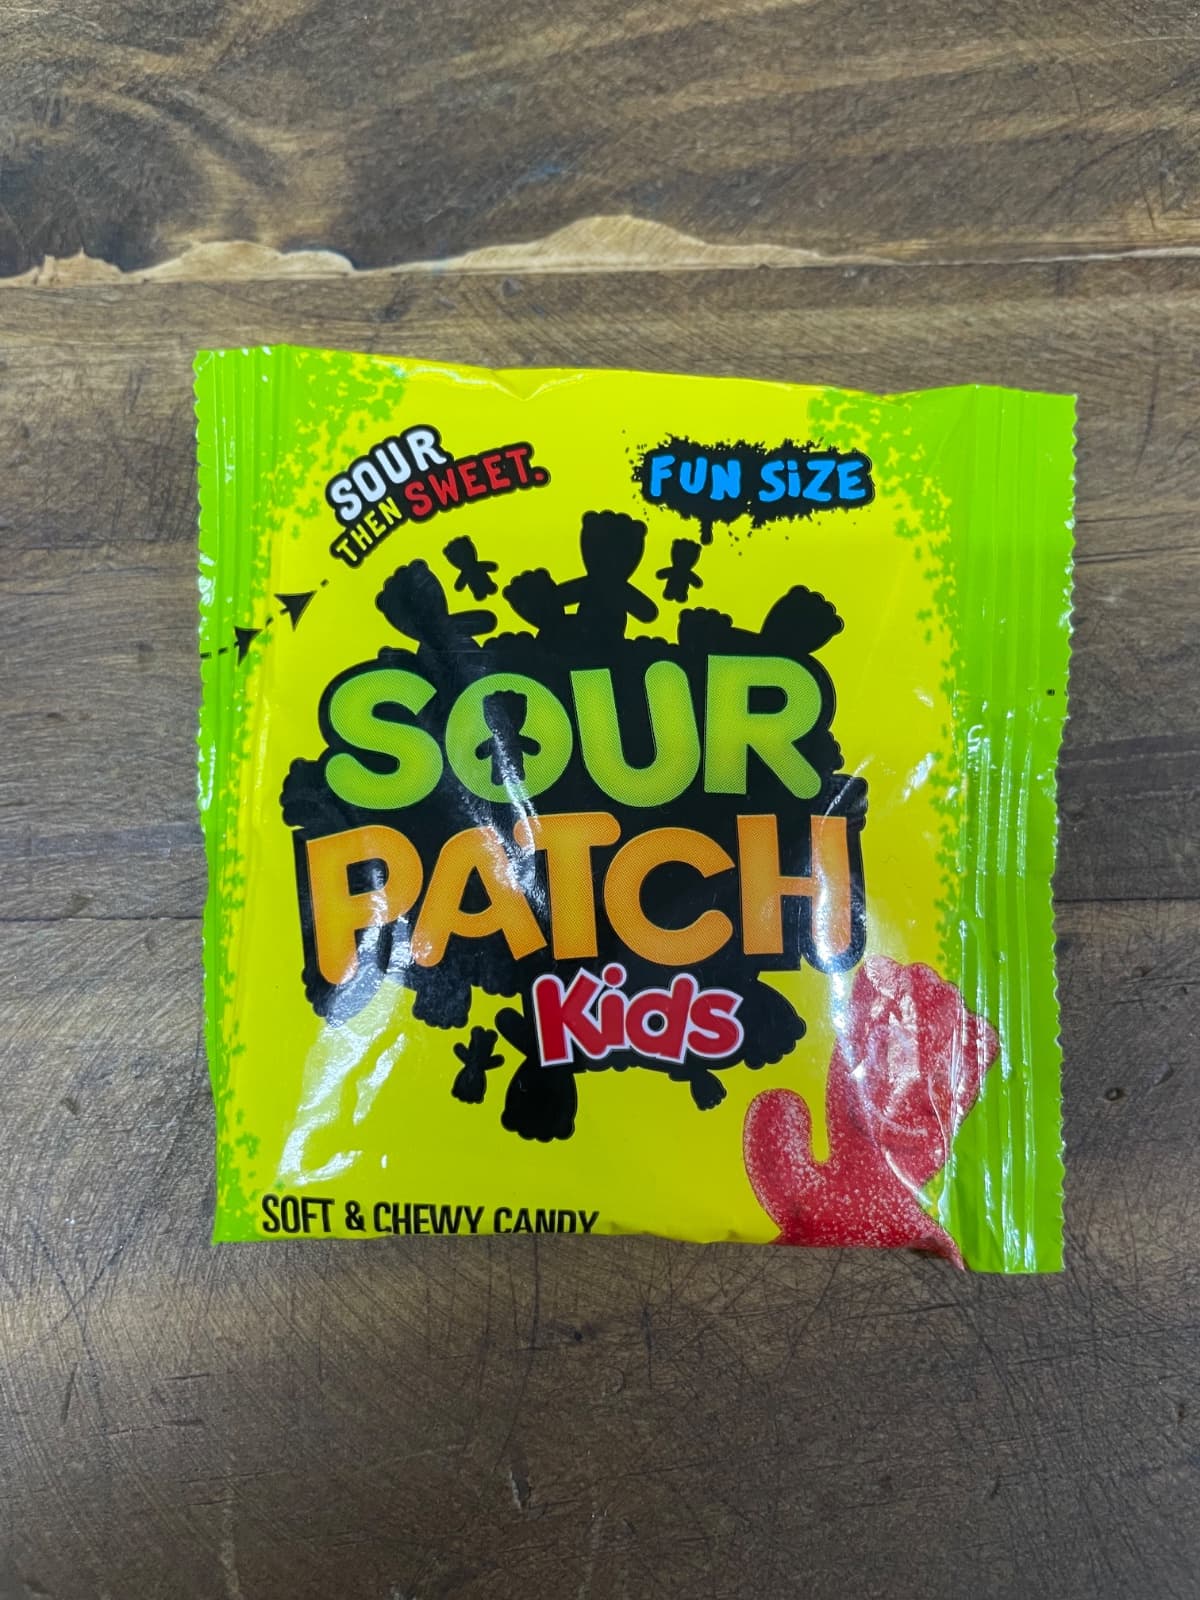 SOUR
THEN SWEET.
FUN SiZE
SOUR
PATCH
Kids
SOFT & CHEWY CANDY